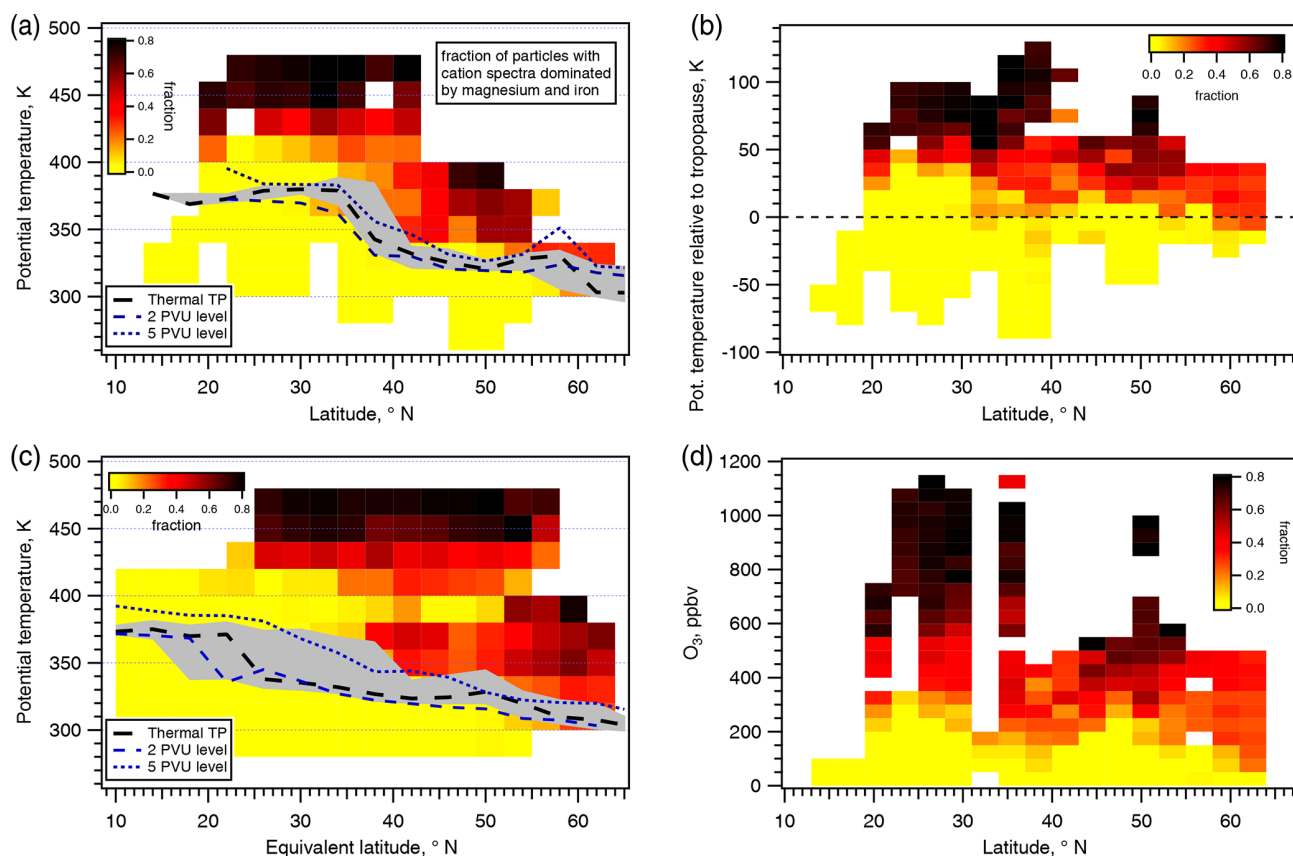 (a)
500
450
400
350
300
Potential temperature, K
0.8
0.6
0.4
0.2
0.0
fraction
fraction of particles with
cation spectra dominated
by magnesium and iron
Thermal TP
2 PVU level
5 PVU level
10 20 30 40 50 60
Latitude, ° N
(b)
100
50
0
-50
-100
Pot. temperature relative to tropopause, K
0.0 0.2 0.4 0.6 0.8
fraction
10 20 30 40 50 60
Latitude, ° N
(c)
500
450
400
350
300
Potential temperature, K
0.0 0.2 0.4 0.6 0.8
fraction
Thermal TP
2 PVU level
5 PVU level
10 20 30 40 50 60
Equivalent latitude, ° N
(d)
1200
1000
800
600
400
200
0
O₃, ppbv
0.8
0.6
0.4
0.2
0.0
fraction
10 20 30 40 50 60
Latitude, ° N